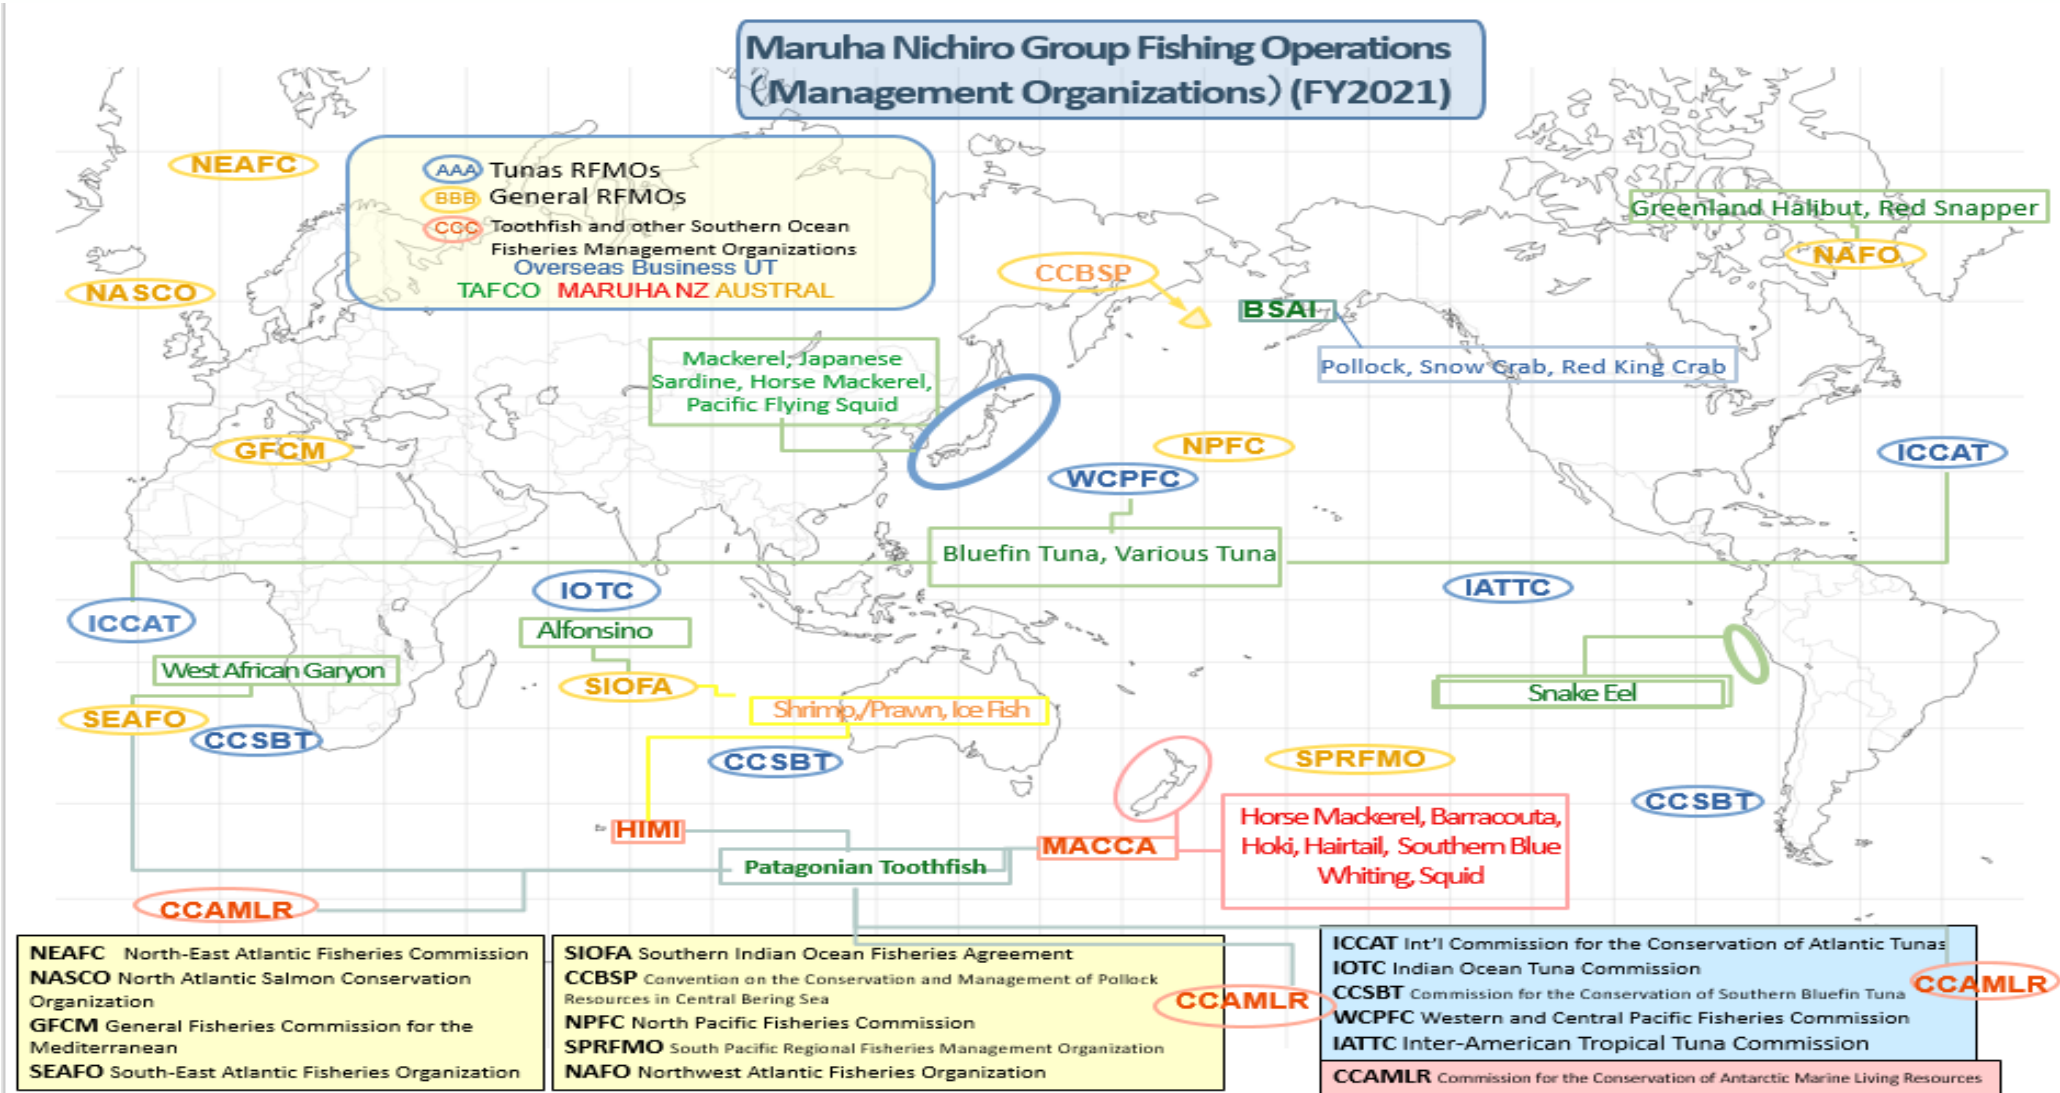 Maruha Nichiro Group Fishing Operations
(Management Organizations) (FY2021)
NEAFC
AAA Tunas RFMOs
BBB General RFMOs
CCC Toothfish and other Southern Ocean
Fisheries Management Organizations
Overseas Business UT
TAFCO MARUHA NZ AUSTRAL
Greenland Halibut, Red Snapper
NAFO
CCBSP
NASCO
BSAI
Pollock, Snow Crab, Red King Crab
Mackerel, Japanese
Sardine, Horse Mackerel,
Pacific Flying Squid
GFCM
NPFC
ICCAT
WCPFC
Bluefin Tuna, Various Tuna
IOTC
IATTC
ICCAT
Alfonsino
West African Garyon
SIOFA
Snake Eel
Shrimp,/Prawn, Ice Fish
SEAFO
CCSBT
CCSBT
SPRFMO
CCSBT
HIMI
MACCA
Horse Mackerel, Barracouta,
Hoki, Hairtail, Southern Blue
Whiting, Squid
Patagonian Toothfish
CCAMLR
NEAFC North-East Atlantic Fisheries Commission
NASCO North Atlantic Salmon Conservation
Organization
GFCM General Fisheries Commission for the
Mediterranean
SEAFO South-East Atlantic Fisheries Organization
SIOFA Southern Indian Ocean Fisheries Agreement
CCBSP Convention on the Conservation and Management of Pollock
Resources in Central Bering Sea
NPFC North Pacific Fisheries Commission
SPRFMO South Pacific Regional Fisheries Management Organization
NAFO Northwest Atlantic Fisheries Organization
CCAMLR
ICCAT Int'l Commission for the Conservation of Atlantic Tunas
IOTC Indian Ocean Tuna Commission
CCSBT Commission for the Conservation of Southern Bluefin Tuna
WCPFC Western and Central Pacific Fisheries Commission
IATTC Inter-American Tropical Tuna Commission
CCAMLR
CCAMLR Commission for the Conservation of Antarctic Marine Living Resources